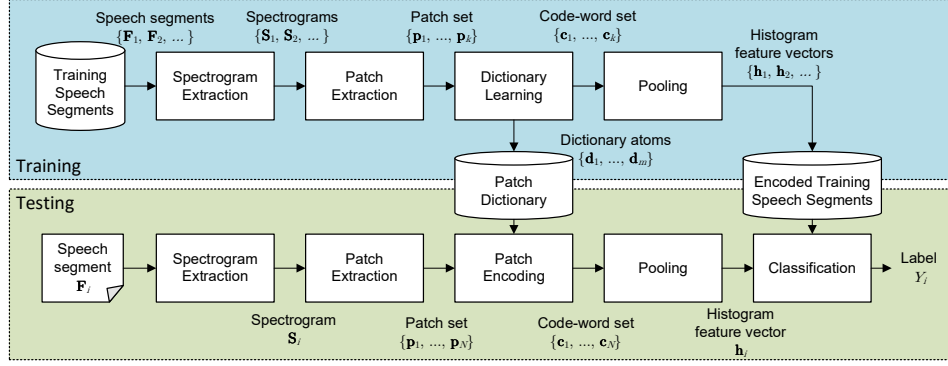 Speech segments
{F₁, F₂, ... }
Spectrograms
{S₁, S₂, ... }
Patch set
{p₁, ..., pₖ}
Code-word set
{c₁, ..., cₖ}
Histogram
feature vectors
{h₁, h₂, ... }
Training
Speech
Segments
Spectrogram
Extraction
Patch
Extraction
Dictionary
Learning
Pooling
Dictionary atoms
{d₁, ..., dₘ}
Training
Patch
Dictionary
Encoded Training
Speech Segments
Testing
Speech
segment
Fᵢ
Spectrogram
Extraction
Patch
Extraction
Patch
Encoding
Pooling
Classification
Label
Yᵢ
Spectrogram
Sᵢ
Patch set
{p₁, ..., p_N}
Code-word set
{c₁, ..., c_N}
Histogram
feature vector
hᵢ